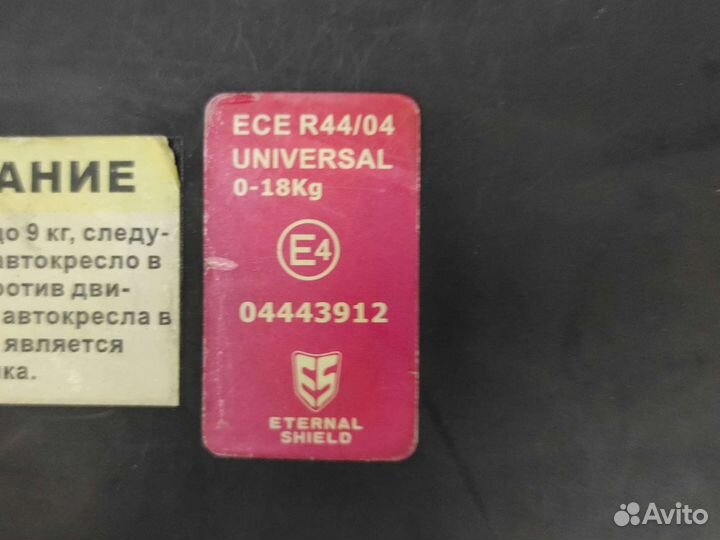 АНИЕ
до 9 кг, следу-
автокресло в
ротив дви-
автокресла в
является
ка.
ECE R44/04
UNIVERSAL
0-18Kg
E4
04443912
ES
ETERNAL
SHIELD
Avito